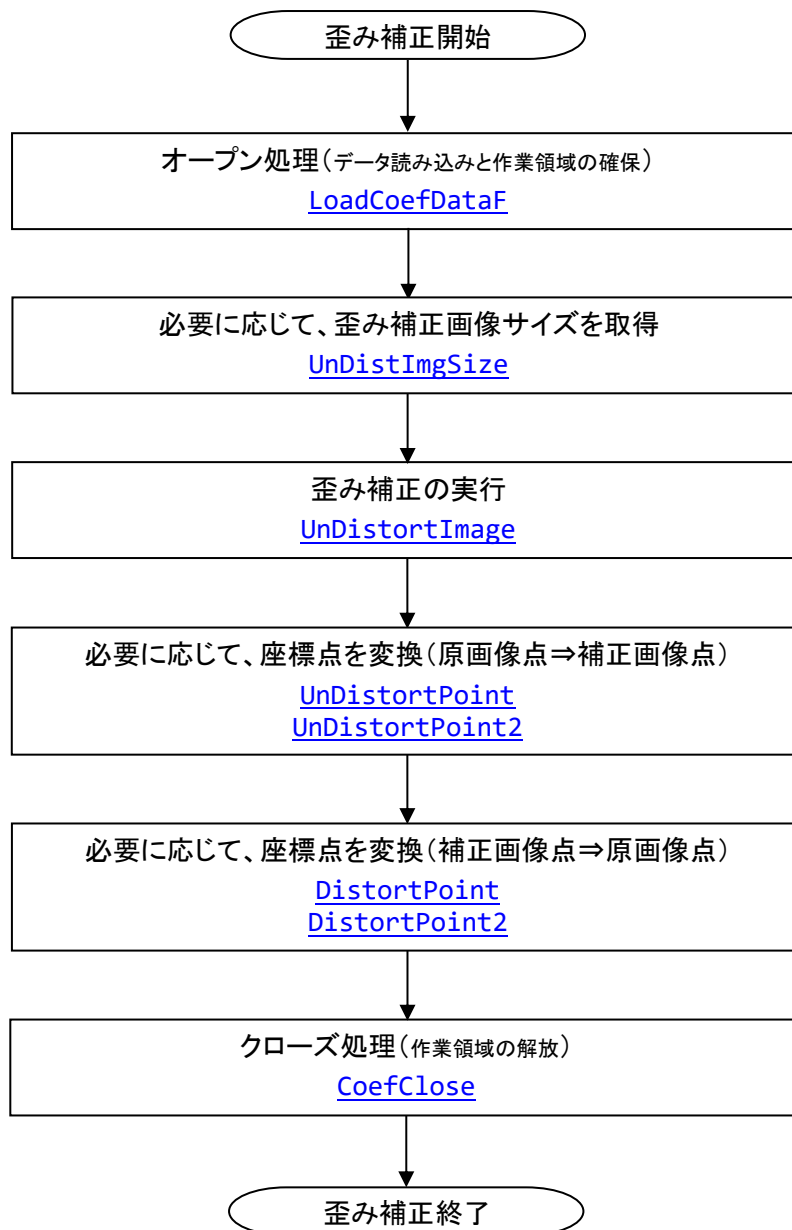 歪み補正開始
オープン処理（データ読み込みと作業領域の確保）
LoadCoefDataF
必要に応じて、歪み補正画像サイズを取得
UnDistImgSize
歪み補正の実行
UnDistortImage
必要に応じて、座標点を変換（原画像点⇒補正画像点）
UnDistortPoint
UnDistortPoint2
必要に応じて、座標点を変換（補正画像点⇒原画像点）
DistortPoint
DistortPoint2
クローズ処理（作業領域の解放）
CoefClose
歪み補正終了